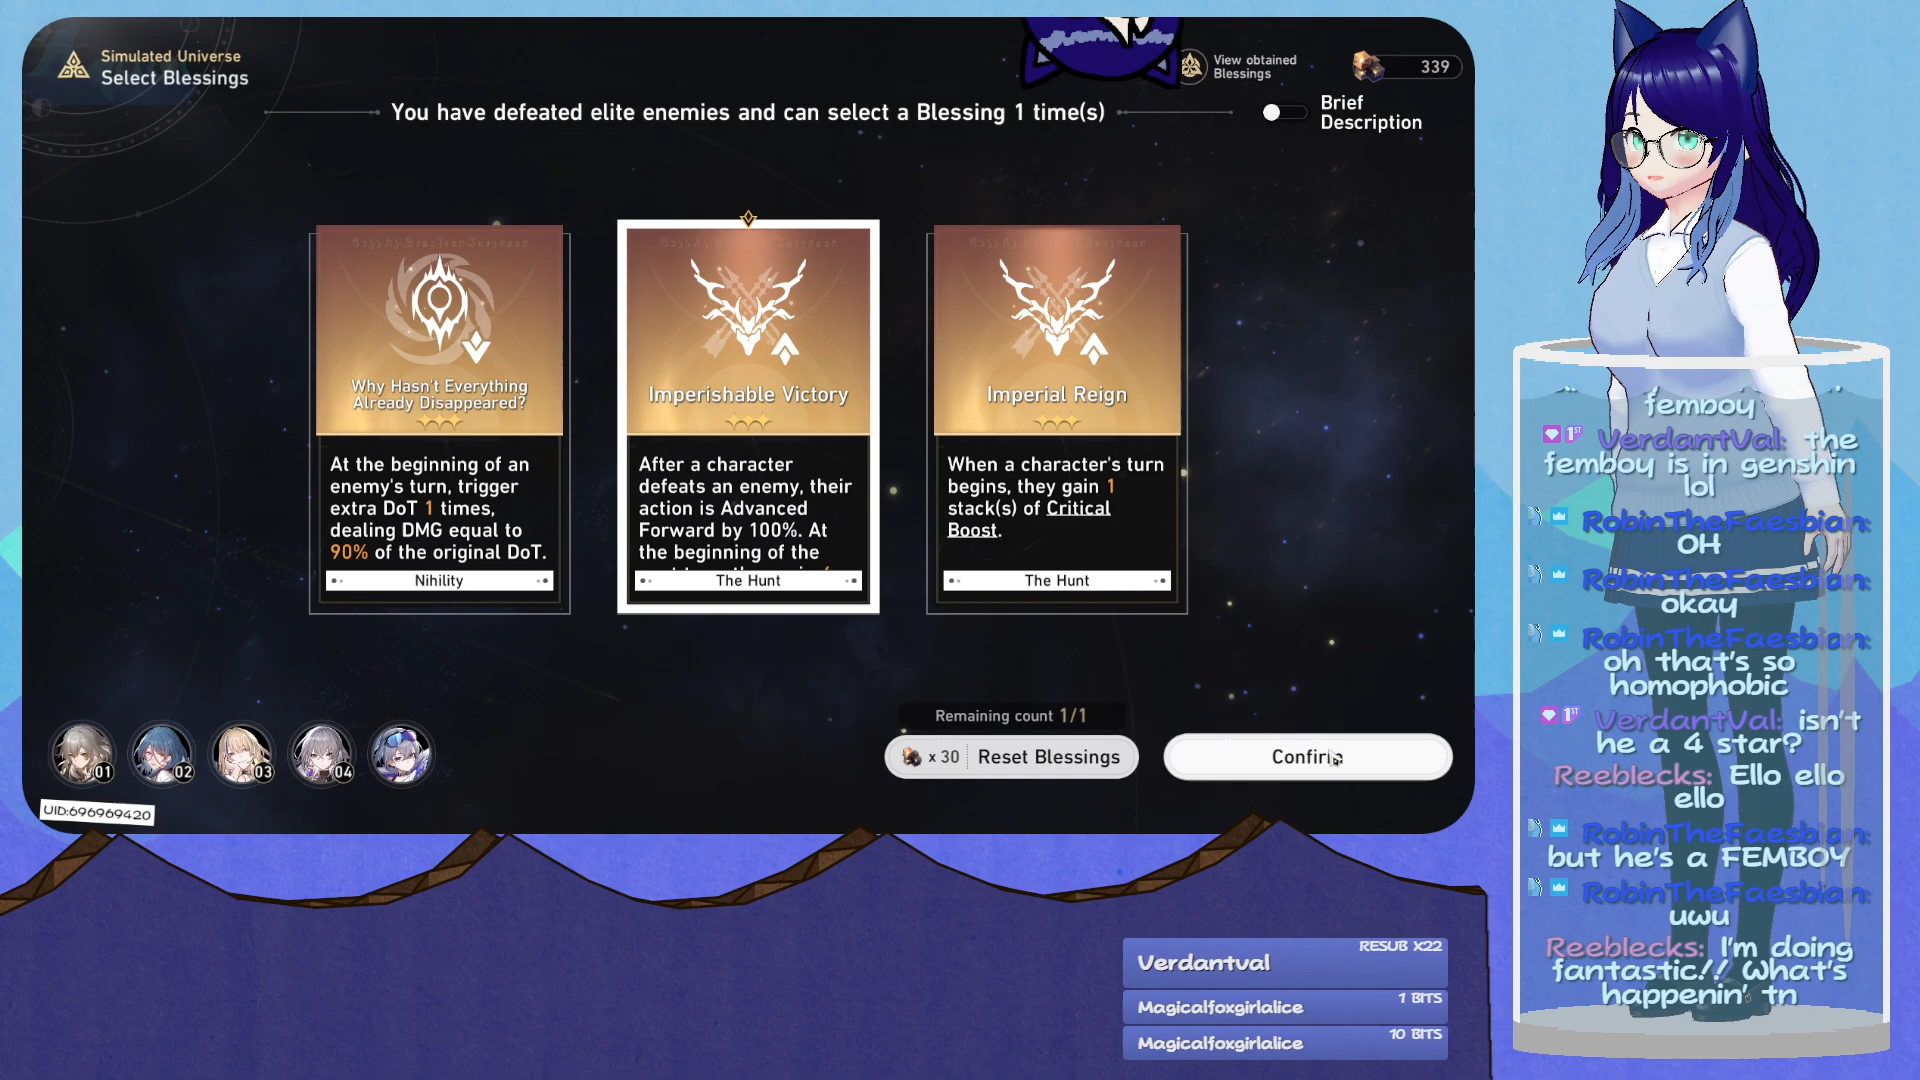 Simulated Universe
Select Blessings
View obtained
Blessings
339
You have defeated elite enemies and can select a Blessing 1 time(s)
Brief
Description
Why Hasn't Everything
Already Disappeared?
At the beginning of an
enemy's turn, trigger
extra DoT 1 times,
dealing DMG equal to
90% of the original DoT.
Nihility
Imperishable Victory
After a character
defeats an enemy, their
action is Advanced
Forward by 100%. At
the beginning of the
The Hunt
Imperial Reign
When a character's turn
begins, they gain 1
stack(s) of Critical
Boost.
The Hunt
Remaining count 1/1
x 30 Reset Blessings
Confirm
01
02
03
04
UID:696969420
femboy
1ST VerdantVal: the
femboy is in genshin
lol
RobinTheFaesbian:
OH
RobinTheFaesbian:
okay
RobinTheFaesbian:
oh that's so
homophobic
1ST VerdantVal: isn't
he a 4 star?
Reeblecks: Ello ello
ello
RobinTheFaesbian:
but he's a FEMBOY
RobinTheFaesbian:
uwu
Reeblecks: I'm doing
fantastic!! What's
happenin' tn
RESUB X22
Verdantval
1 BITS
Magicalfoxgirlalice
10 BITS
Magicalfoxgirlalice